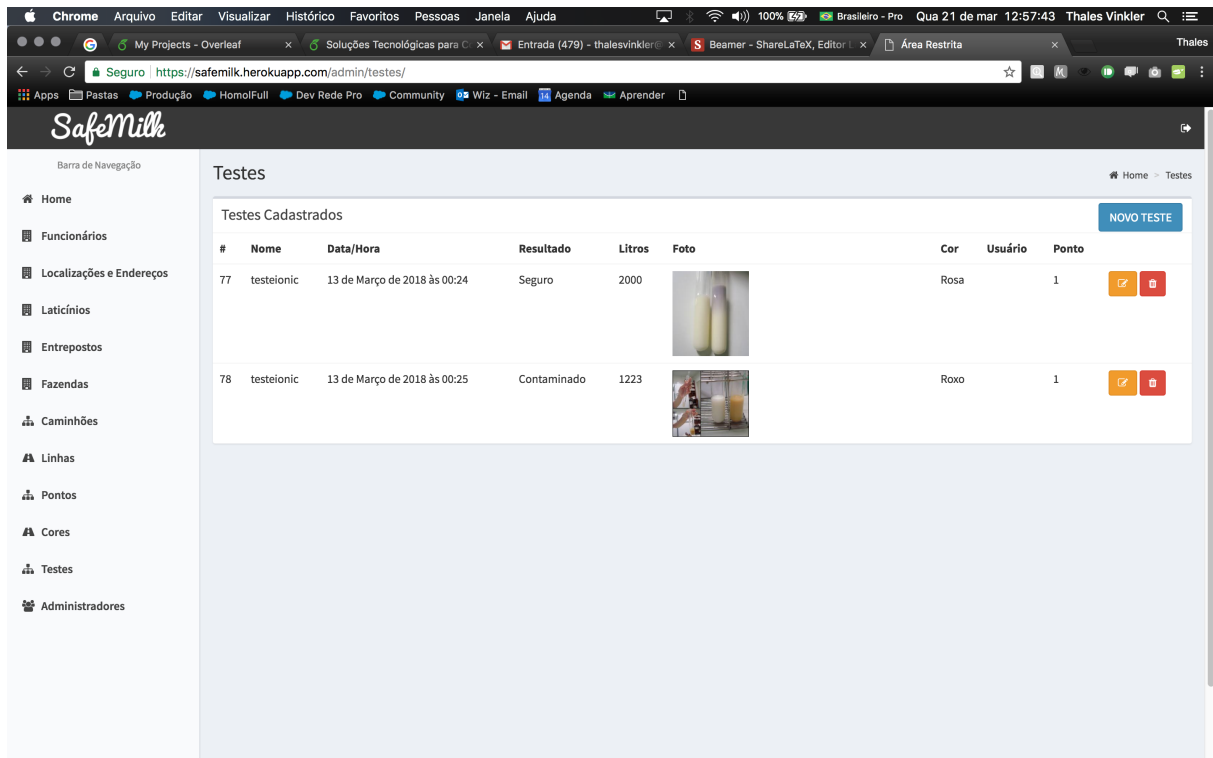 Chrome Arquivo Editar Visualizar Histórico Favoritos Pessoas Janela Ajuda 100% Brasileiro - Pro Qua 21 de mar 12:57:43 Thales Vinkler
My Projects - Overleaf Soluções Tecnológicas para C Entrada (479) - thalesvinkler@ Beamer - ShareLaTeX, Editor L Área Restrita Thales
Seguro https://safemilk.herokuapp.com/admin/testes/
Apps Pastas Produção HomolFull Dev Rede Pro Community Wiz - Email 14 Agenda Aprender
SafeMilk
Barra de Navegação
Home
Funcionários
Localizações e Endereços
Laticínios
Entrepostos
Fazendas
Caminhões
Linhas
Pontos
Cores
Testes
Administradores
Testes
Home > Testes
Testes Cadastrados
NOVO TESTE
# Nome Data/Hora Resultado Litros Foto Cor Usuário Ponto
77 testeionic 13 de Março de 2018 às 00:24 Seguro 2000 Rosa 1
78 testeionic 13 de Março de 2018 às 00:25 Contaminado 1223 Roxo 1